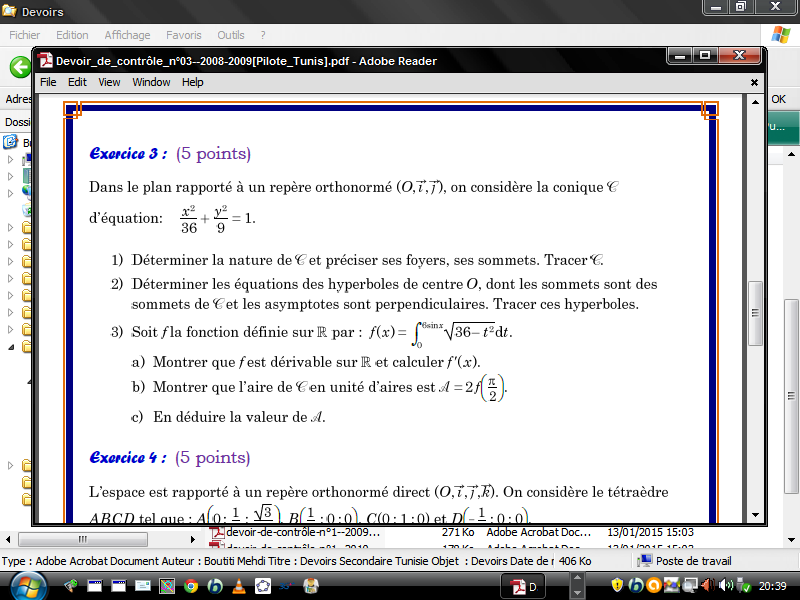 Devoirs
Fichier Edition Affichage Favoris Outils ?
Devoir_de_contrôle_n°03--2008-2009[Pilote_Tunis].pdf - Adobe Reader
File Edit View Window Help
Adres
OK
Dossi
Exercice 3 : (5 points)
Dans le plan rapporté à un repère orthonormé (O, i⃗, j⃗), on considère la conique 𝒞
d'équation: x²/36 + y²/9 = 1.
1) Déterminer la nature de 𝒞 et préciser ses foyers, ses sommets. Tracer 𝒞.
2) Déterminer les équations des hyperboles de centre O, dont les sommets sont des
sommets de 𝒞 et les asymptotes sont perpendiculaires. Tracer ces hyperboles.
3) Soit f la fonction définie sur ℝ par : f(x) = ∫₀^{6sinx} √(36 – t²) dt.
a) Montrer que f est dérivable sur ℝ et calculer f'(x).
b) Montrer que l'aire de 𝒞 en unité d'aires est 𝒜 = 2f(π/2).
c) En déduire la valeur de 𝒜.
Exercice 4 : (5 points)
L'espace est rapporté à un repère orthonormé direct (O, i⃗, j⃗, k⃗). On considère le tétraèdre
ABCD tel que : A(0 ; 1/ ; √3/ ), B(1/ ; 0 ; 0), C(0 ; 1 ; 0) et D(– 1/ ; 0 ; 0).
devoir-de-contrôle-n°1--2009... 271 Ko Adobe Acrobat Doc... 13/01/2015 15:03
Type : Adobe Acrobat Document Auteur : Boutiti Mehdi Titre : Devoirs Secondaire Tunisie Objet : Devoirs Date de r 406 Ko Poste de travail
D
20:39